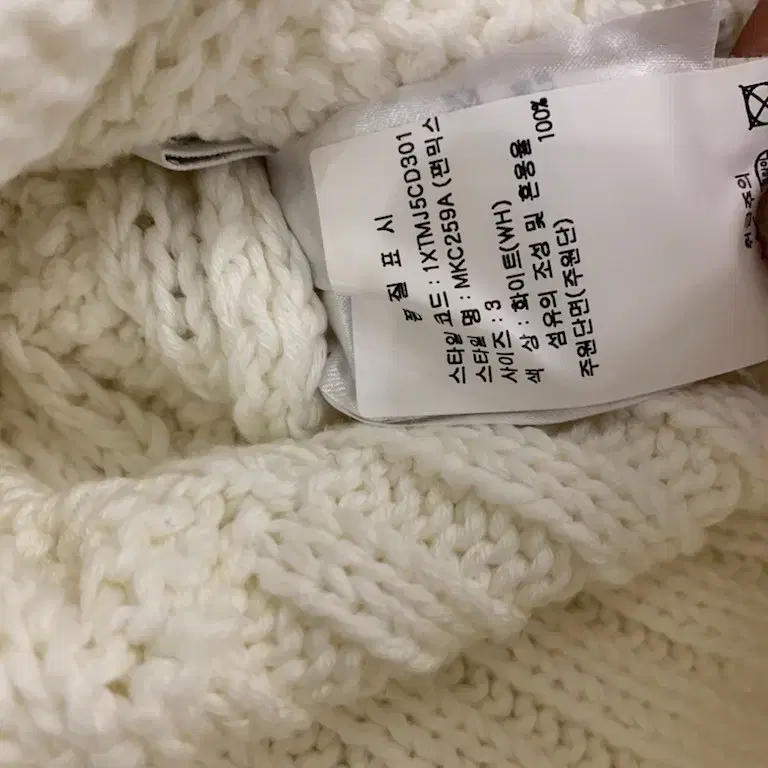 품 질 표 시
스타일 코드 : 1XTMJ5CD301
스타일 명 : MKC259A (펀믹스
사이즈 : 3
색 상 : 화이트(WH)
섬유의 조성 및 혼용율
주원단면(주원단) 100%